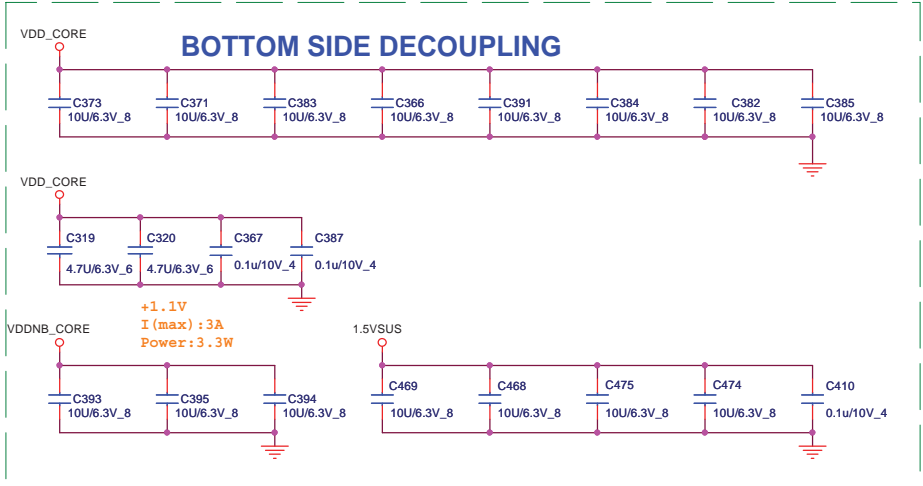 VDD_CORE
BOTTOM SIDE DECOUPLING
C373 C371 C383 C366 C391 C384 C382 C385
10U/6.3V_8 10U/6.3V_8 10U/6.3V_8 10U/6.3V_8 10U/6.3V_8 10U/6.3V_8 10U/6.3V_8 10U/6.3V_8
VDD_CORE
C319 C320 C367 C387
4.7U/6.3V_6 4.7U/6.3V_6 0.1u/10V_4 0.1u/10V_4
+1.1V
I(max):3A
Power:3.3W
VDDNB_CORE
1.5VSUS
C393 C395 C394 C469 C468 C475 C474 C410
10U/6.3V_8 10U/6.3V_8 10U/6.3V_8 10U/6.3V_8 10U/6.3V_8 10U/6.3V_8 10U/6.3V_8 0.1u/10V_4